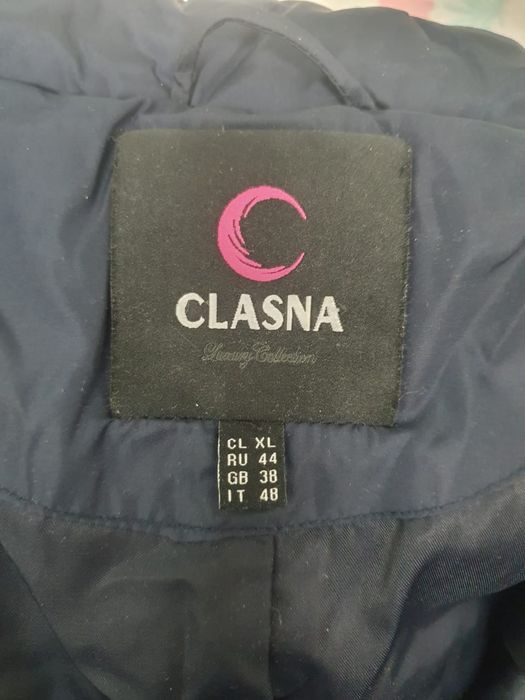 CLASNA
Luxury Collection
CL XL
RU 44
GB 38
IT 48